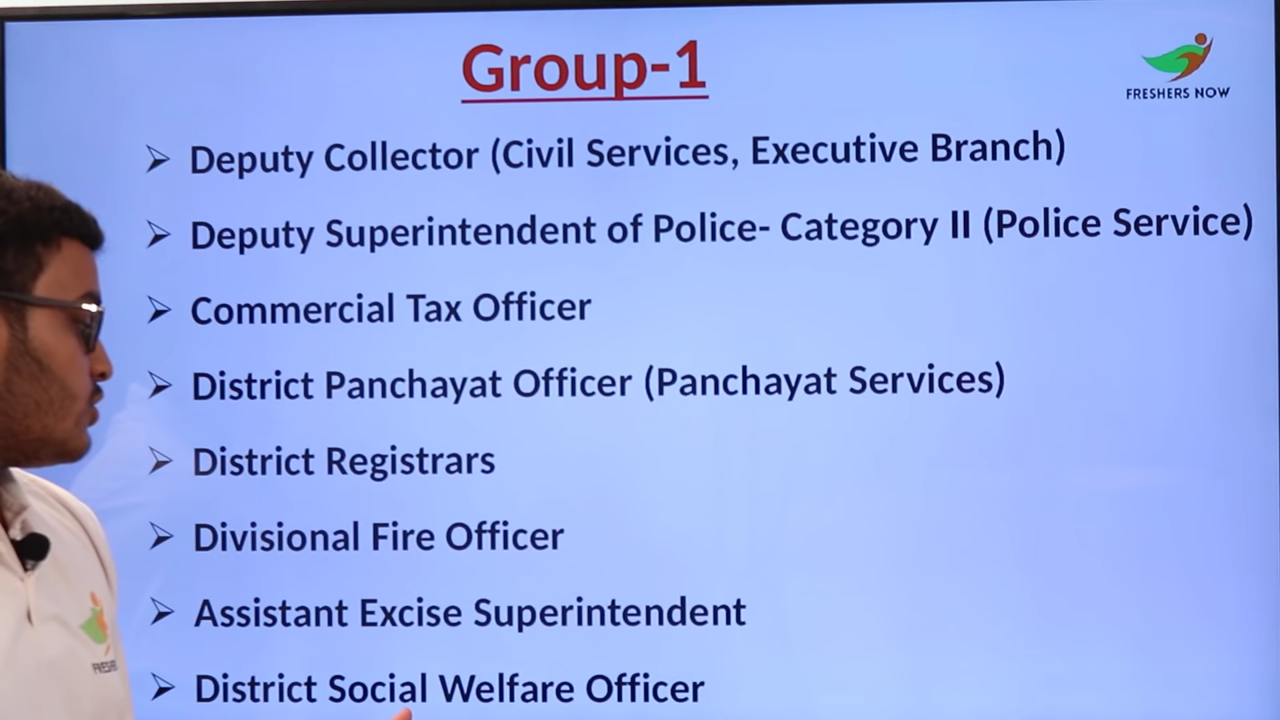 Group-1
FRESHERS NOW
Deputy Collector (Civil Services, Executive Branch)
Deputy Superintendent of Police- Category II (Police Service)
Commercial Tax Officer
District Panchayat Officer (Panchayat Services)
District Registrars
Divisional Fire Officer
Assistant Excise Superintendent
District Social Welfare Officer